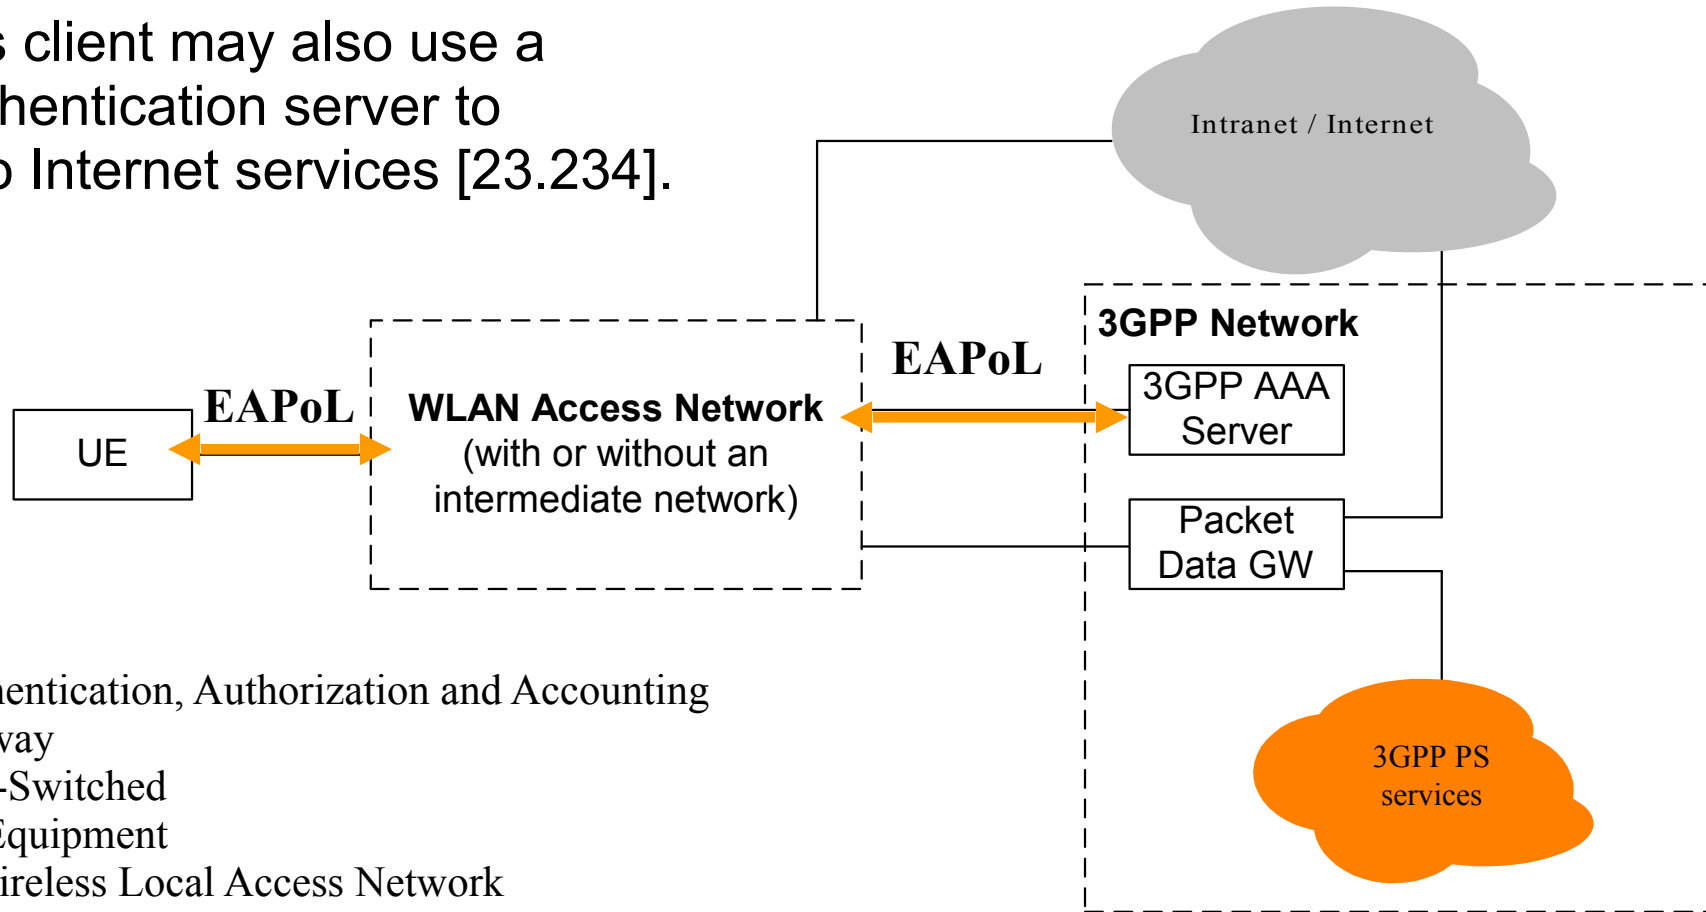 s client may also use a
hentication server to
o Internet services [23.234].
Intranet / Internet
3GPP Network
EAPoL
3GPP AAA
Server
EAPoL
WLAN Access Network
(with or without an
intermediate network)
UE
Packet
Data GW
entication, Authorization and Accounting
way
-Switched
Equipment
ireless Local Access Network
3GPP PS
services